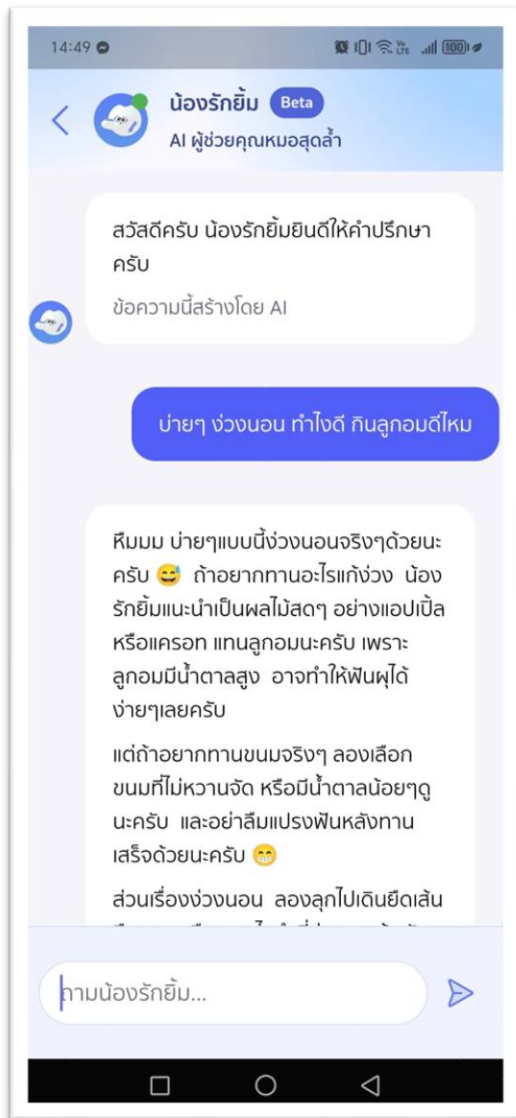 14:49
100
น้องรักยิ้ม Beta
AI ผู้ช่วยคุณหมอสุดล้ำ
สวัสดีครับ น้องรักยิ้มยินดีให้คำปรึกษา
ครับ
ข้อความนี้สร้างโดย AI
บ่ายๆ ง่วงนอน ทำไงดี กินลูกอมดีไหม
หืมมม บ่ายๆแบบนี้ง่วงนอนจริงๆด้วยนะ
ครับ 😅 ถ้าอยากทานอะไรแก้ง่วง น้อง
รักยิ้มแนะนำเป็นผลไม้สดๆ อย่างแอปเปิ้ล
หรือแครอท แทนลูกอมนะครับ เพราะ
ลูกอมมีน้ำตาลสูง อาจทำให้ฟันผุได้
ง่ายๆเลยครับ
แต่ถ้าอยากทานขนมจริงๆ ลองเลือก
ขนมที่ไม่หวานจัด หรือมีน้ำตาลน้อยๆดู
นะครับ และอย่าลืมแปรงฟันหลังทาน
เสร็จด้วยนะครับ 😁
ส่วนเรื่องง่วงนอน ลองลุกไปเดินยืดเส้น
ถามน้องรักยิ้ม...